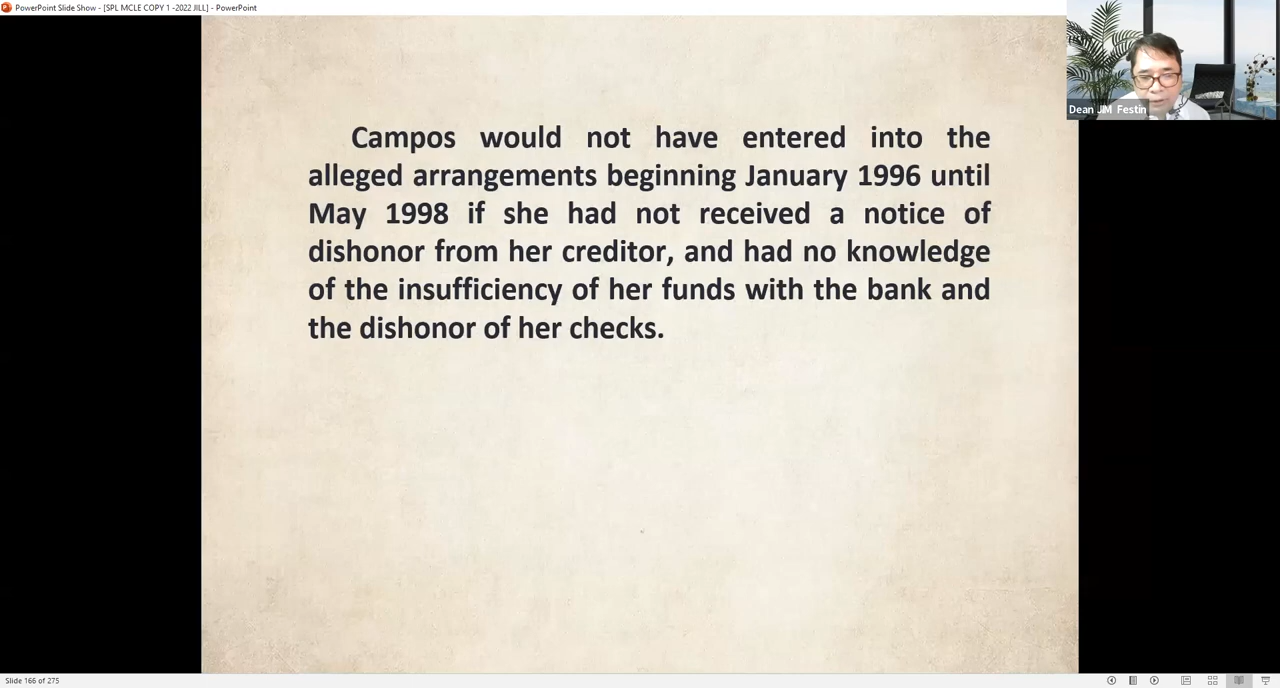 PowerPoint Slide Show - [SPL MCLE COPY 1 -2022 JILL] - PowerPoint
Dean JIM Festin
Campos would not have entered into the
alleged arrangements beginning January 1996 until
May 1998 if she had not received a notice of
dishonor from her creditor, and had no knowledge
of the insufficiency of her funds with the bank and
the dishonor of her checks.
Slide 166 of 275